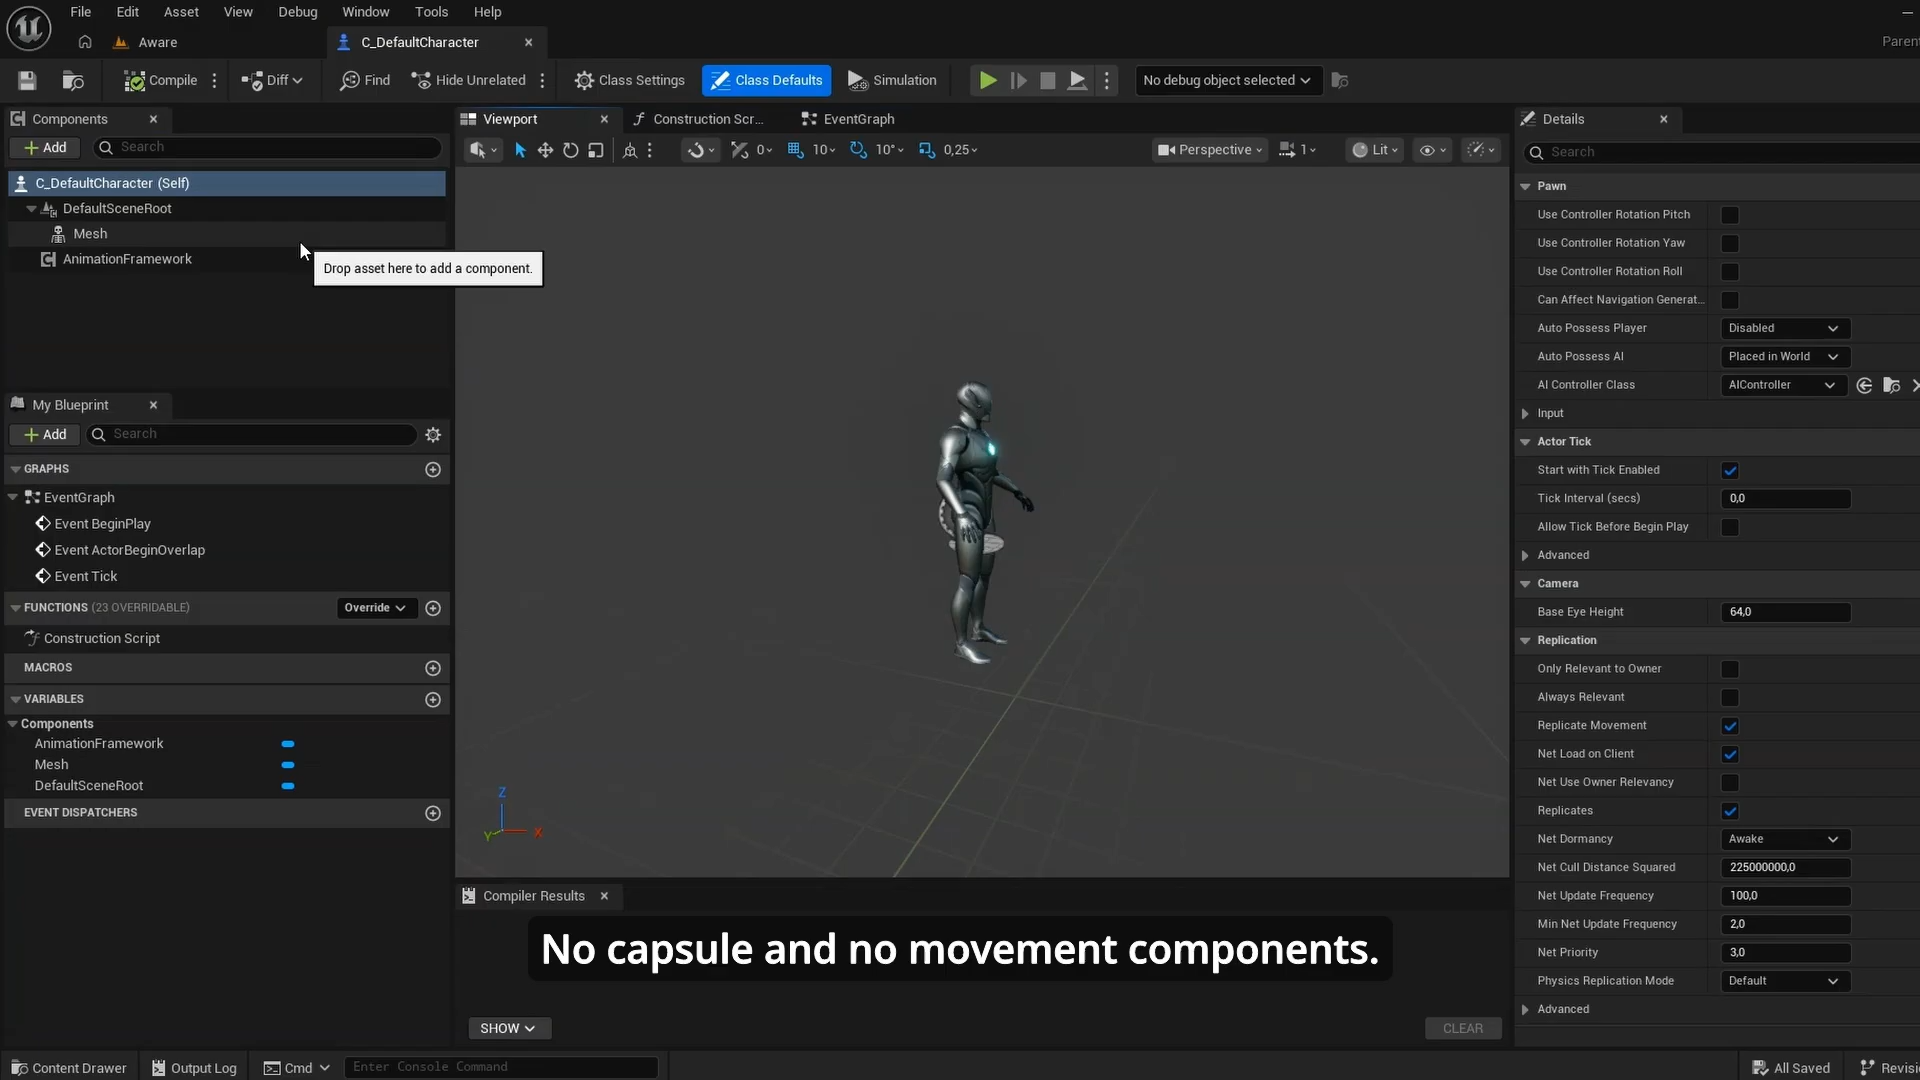 File Edit Asset View Debug Window Tools Help
Aware
C_DefaultCharacter
Parent
Compile
Diff
Find
Hide Unrelated
Class Settings
Class Defaults
Simulation
No debug object selected
Components
Add
Search
C_DefaultCharacter (Self)
DefaultSceneRoot
Mesh
AnimationFramework
Drop asset here to add a component.
My Blueprint
Add
Search
GRAPHS
EventGraph
Event BeginPlay
Event ActorBeginOverlap
Event Tick
FUNCTIONS (23 OVERRIDABLE)
Override
Construction Script
MACROS
VARIABLES
Components
AnimationFramework
Mesh
DefaultSceneRoot
EVENT DISPATCHERS
Viewport
Construction Scr...
EventGraph
0
10
10°
0,25
Perspective
1
Lit
Z
Y
X
Compiler Results
No capsule and no movement components.
SHOW
CLEAR
Details
Search
Pawn
Use Controller Rotation Pitch
Use Controller Rotation Yaw
Use Controller Rotation Roll
Can Affect Navigation Generat...
Auto Possess Player Disabled
Auto Possess AI Placed in World
AI Controller Class AIController
Input
Actor Tick
Start with Tick Enabled
Tick Interval (secs) 0,0
Allow Tick Before Begin Play
Advanced
Camera
Base Eye Height 64,0
Replication
Only Relevant to Owner
Always Relevant
Replicate Movement
Net Load on Client
Net Use Owner Relevancy
Replicates
Net Dormancy Awake
Net Cull Distance Squared 225000000,0
Net Update Frequency 100,0
Min Net Update Frequency 2,0
Net Priority 3,0
Physics Replication Mode Default
Advanced
Content Drawer
Output Log
Cmd
Enter Console Command
All Saved
Revisi